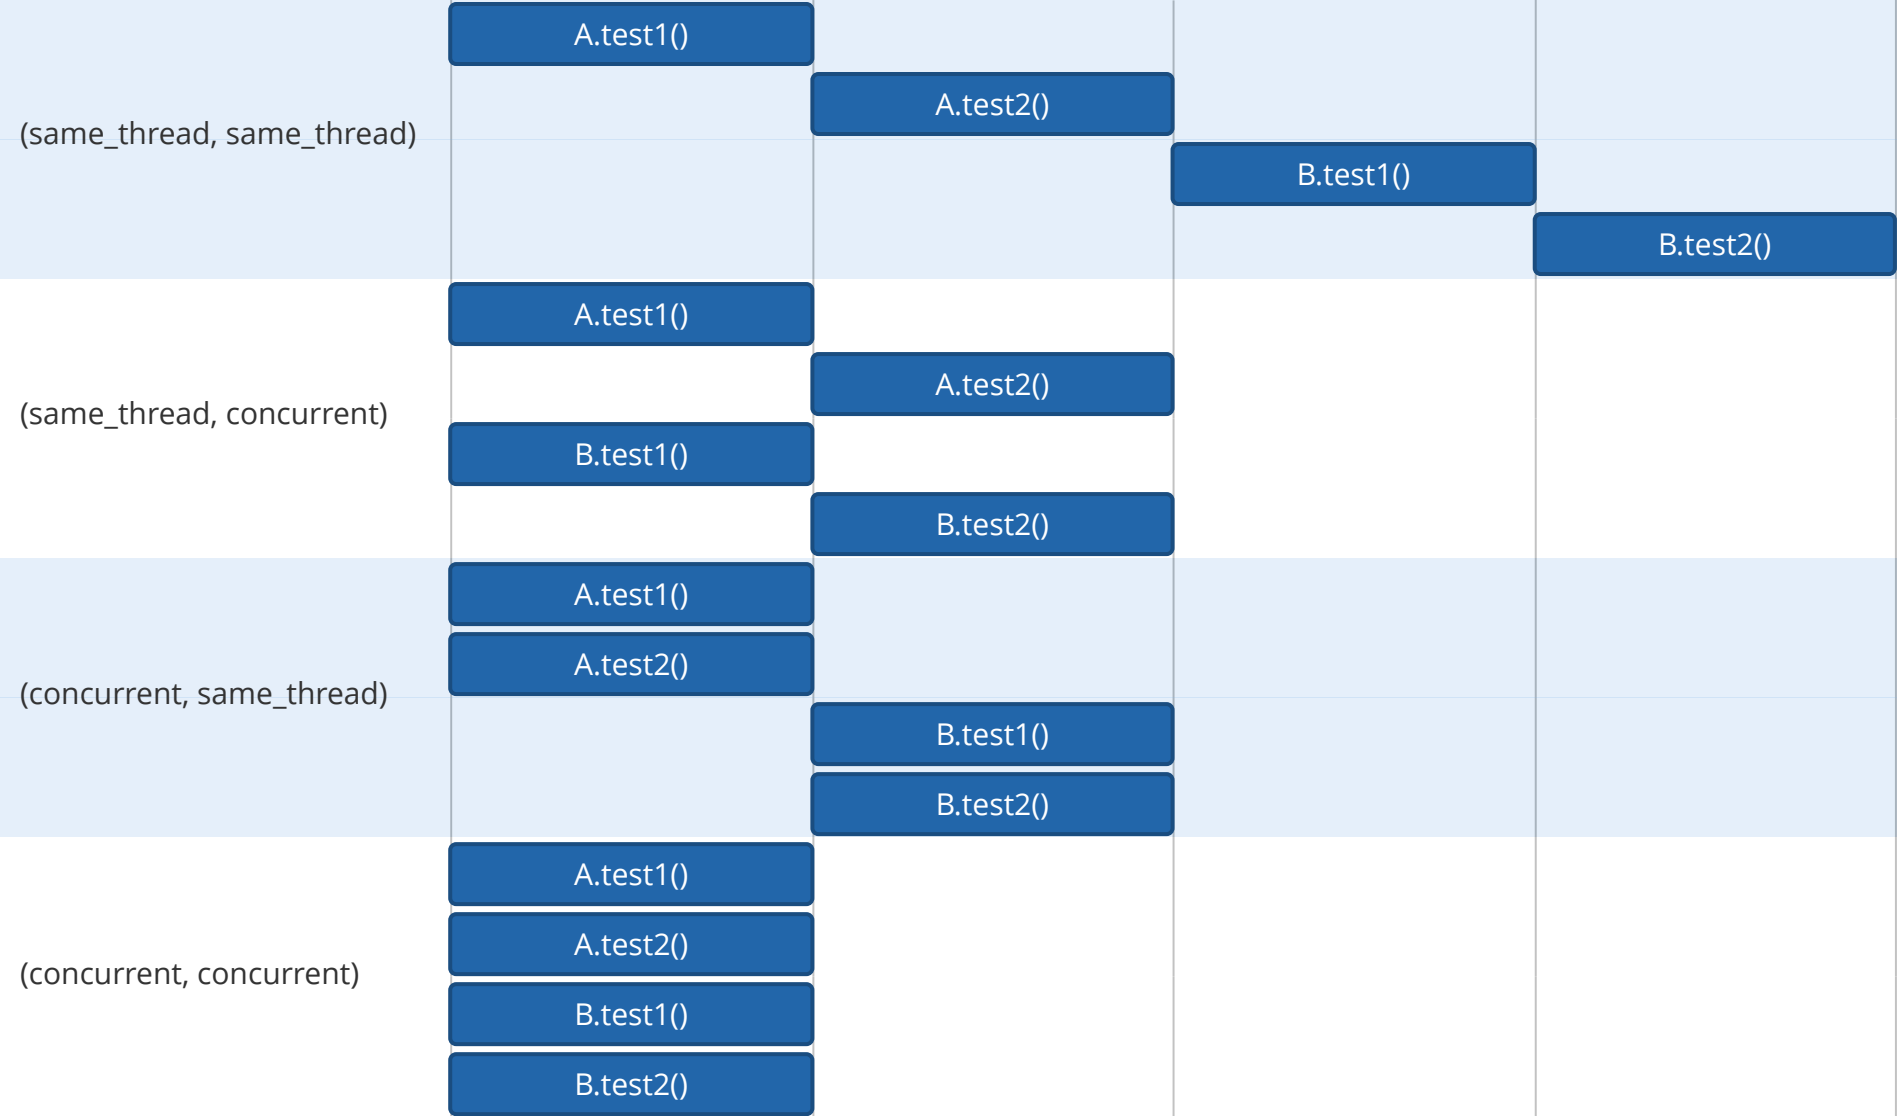 A.test1()
A.test2()
(same_thread, same_thread)
B.test1()
B.test2()
A.test1()
A.test2()
(same_thread, concurrent)
B.test1()
B.test2()
A.test1()
A.test2()
(concurrent, same_thread)
B.test1()
B.test2()
A.test1()
A.test2()
(concurrent, concurrent)
B.test1()
B.test2()